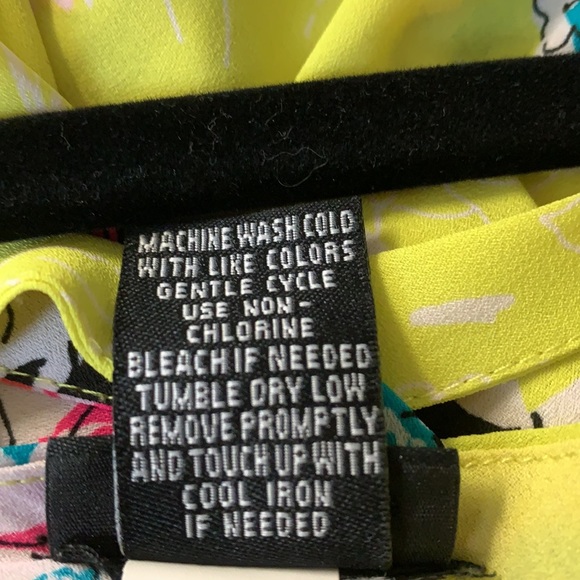 MACHINE WASH COLD
WITH LIKE COLORS
GENTLE CYCLE
USE NON-
CHLORINE
BLEACH IF NEEDED
TUMBLE DRY LOW
REMOVE PROMPTLY
AND TOUCH UP WITH
COOL IRON
IF NEEDED